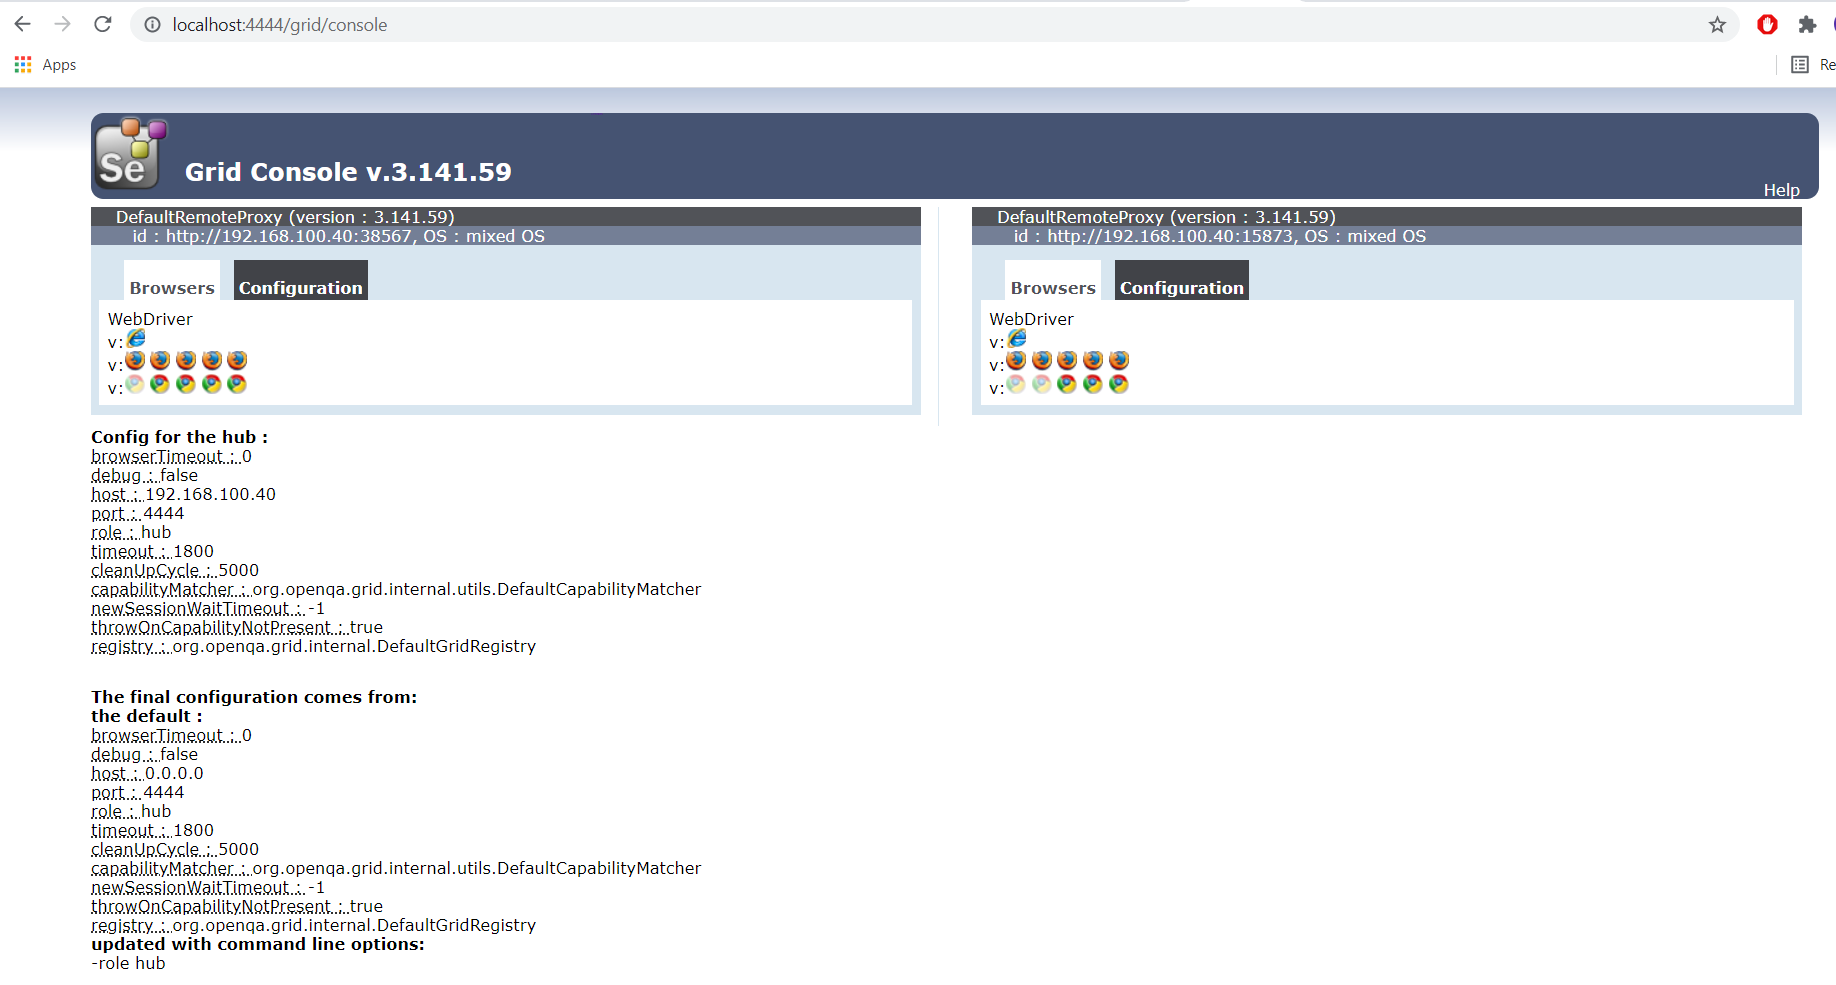 localhost:4444/grid/console
Apps
Re
Se
Grid Console v.3.141.59
Help
DefaultRemoteProxy (version : 3.141.59)
id : http://192.168.100.40:38567, OS : mixed OS
Browsers
Configuration
WebDriver
v:
v:
v:
DefaultRemoteProxy (version : 3.141.59)
id : http://192.168.100.40:15873, OS : mixed OS
Browsers
Configuration
WebDriver
v:
v:
v:
Config for the hub :
browserTimeout : 0
debug : false
host : 192.168.100.40
port : 4444
role : hub
timeout : 1800
cleanUpCycle : 5000
capabilityMatcher : org.openqa.grid.internal.utils.DefaultCapabilityMatcher
newSessionWaitTimeout : -1
throwOnCapabilityNotPresent : true
registry : org.openqa.grid.internal.DefaultGridRegistry
The final configuration comes from:
the default :
browserTimeout : 0
debug : false
host : 0.0.0.0
port : 4444
role : hub
timeout : 1800
cleanUpCycle : 5000
capabilityMatcher : org.openqa.grid.internal.utils.DefaultCapabilityMatcher
newSessionWaitTimeout : -1
throwOnCapabilityNotPresent : true
registry : org.openqa.grid.internal.DefaultGridRegistry
updated with command line options:
-role hub